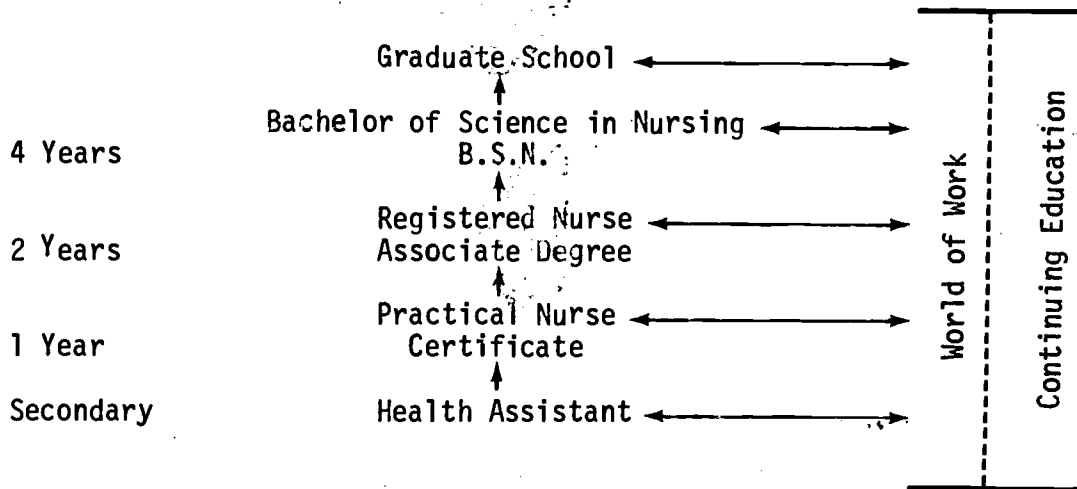 Graduate School
Bachelor of Science in Nursing
4 Years B.S.N.
Registered Nurse
2 Years Associate Degree
Practical Nurse
1 Year Certificate
Secondary Health Assistant
World of Work
Continuing Education